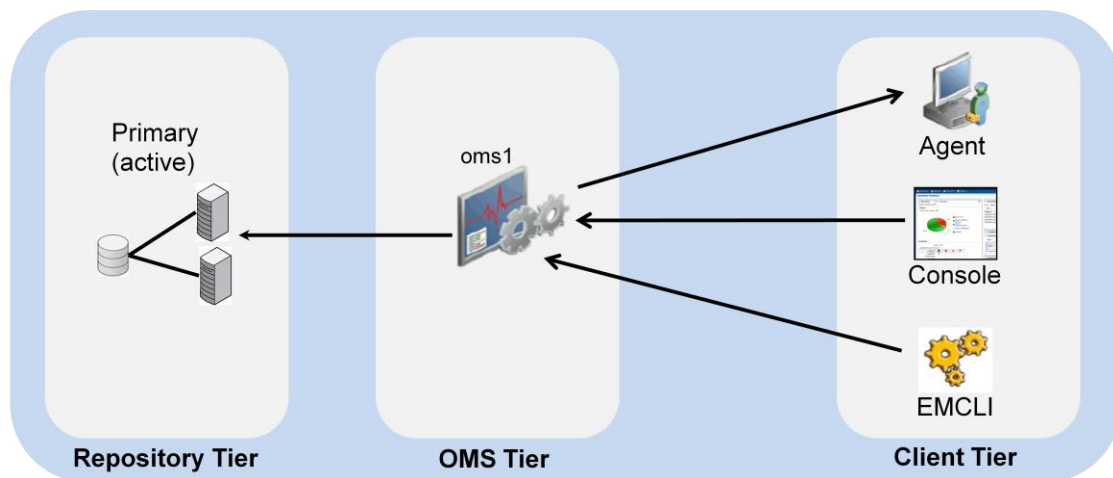 Primary
(active)
oms1
Agent
Console
EMCLI
Repository Tier
OMS Tier
Client Tier